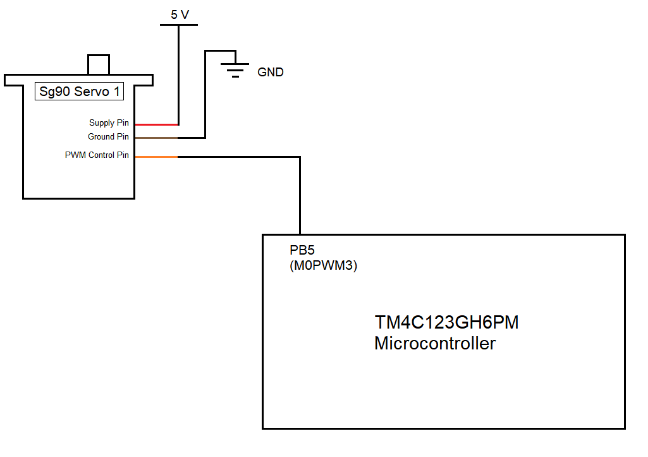 5 V
GND
Sg90 Servo 1
Supply Pin
Ground Pin
PWM Control Pin
PB5
(M0PWM3)
TM4C123GH6PM
Microcontroller